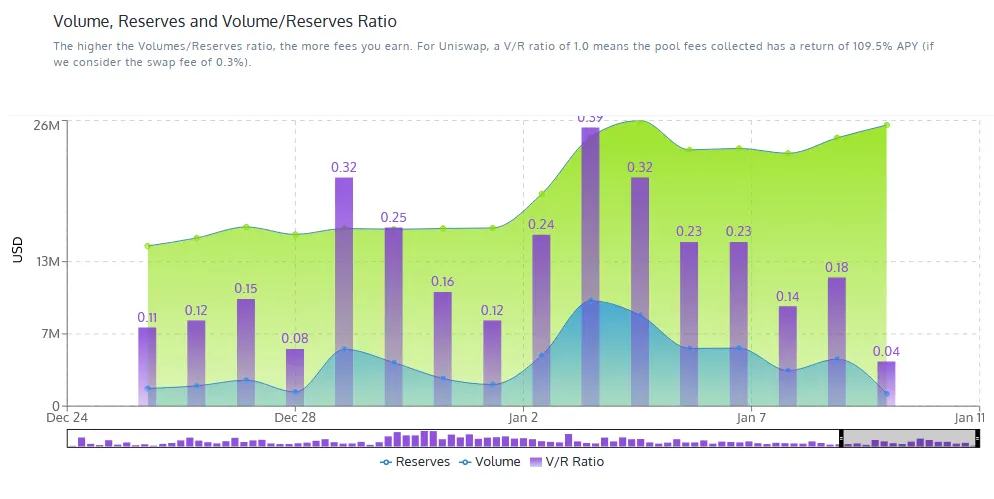 Volume, Reserves and Volume/Reserves Ratio
The higher the Volumes/Reserves ratio, the more fees you earn. For Uniswap, a V/R ratio of 1.0 means the pool fees collected has a return of 109.5% APY (if
we consider the swap fee of 0.3%).
26M
13M
7M
0
USD
0.11
0.12
0.15
0.08
0.32
0.25
0.16
0.12
0.24
0.39
0.32
0.23
0.23
0.14
0.18
0.04
Dec 24
Dec 28
Jan 2
Jan 7
Jan 11
Reserves
Volume
V/R Ratio